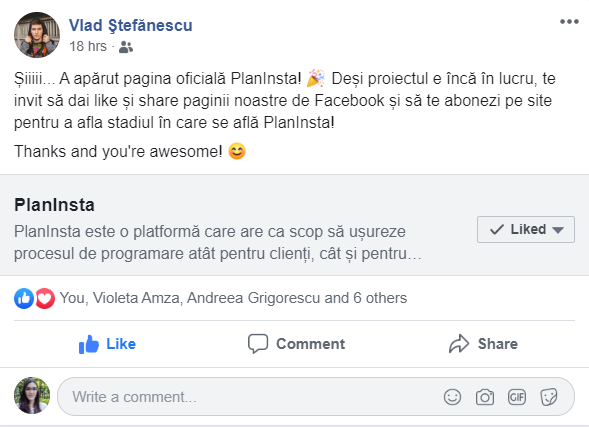 Vlad Ştefănescu
18 hrs ·
Șiiiii... A apărut pagina oficială PlanInsta! 🎉 Deși proiectul e încă în lucru, te
invit să dai like și share paginii noastre de Facebook și să te abonezi pe site
pentru a afla stadiul în care se află PlanInsta!
Thanks and you're awesome! 😊
PlanInsta
PlanInsta este o platformă care are ca scop să ușureze
procesul de programare atât pentru clienți, cât și pentru...
Liked
You, Violeta Amza, Andreea Grigorescu and 6 others
Like Comment Share
Write a comment...
GIF